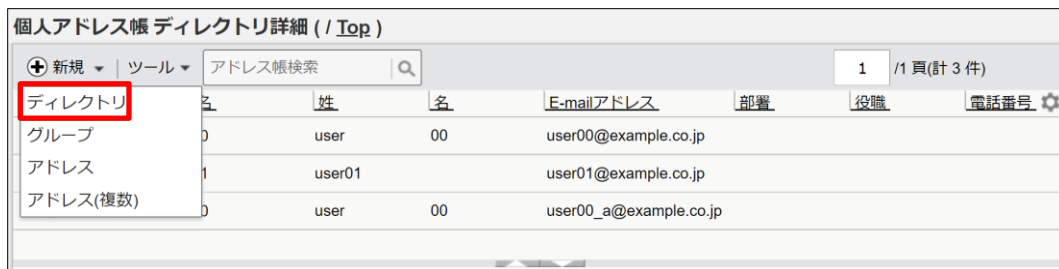 個人アドレス帳 ディレクトリ詳細 ( / Top )
新規 | ツール アドレス帳検索 1 /1 頁(計 3 件)
ディレクトリ 名 姓 名 E-mailアドレス 部署 役職 電話番号
グループ 0 user 00 user00@example.co.jp
アドレス 1 user01 user01@example.co.jp
アドレス(複数) 0 user 00 user00_a@example.co.jp